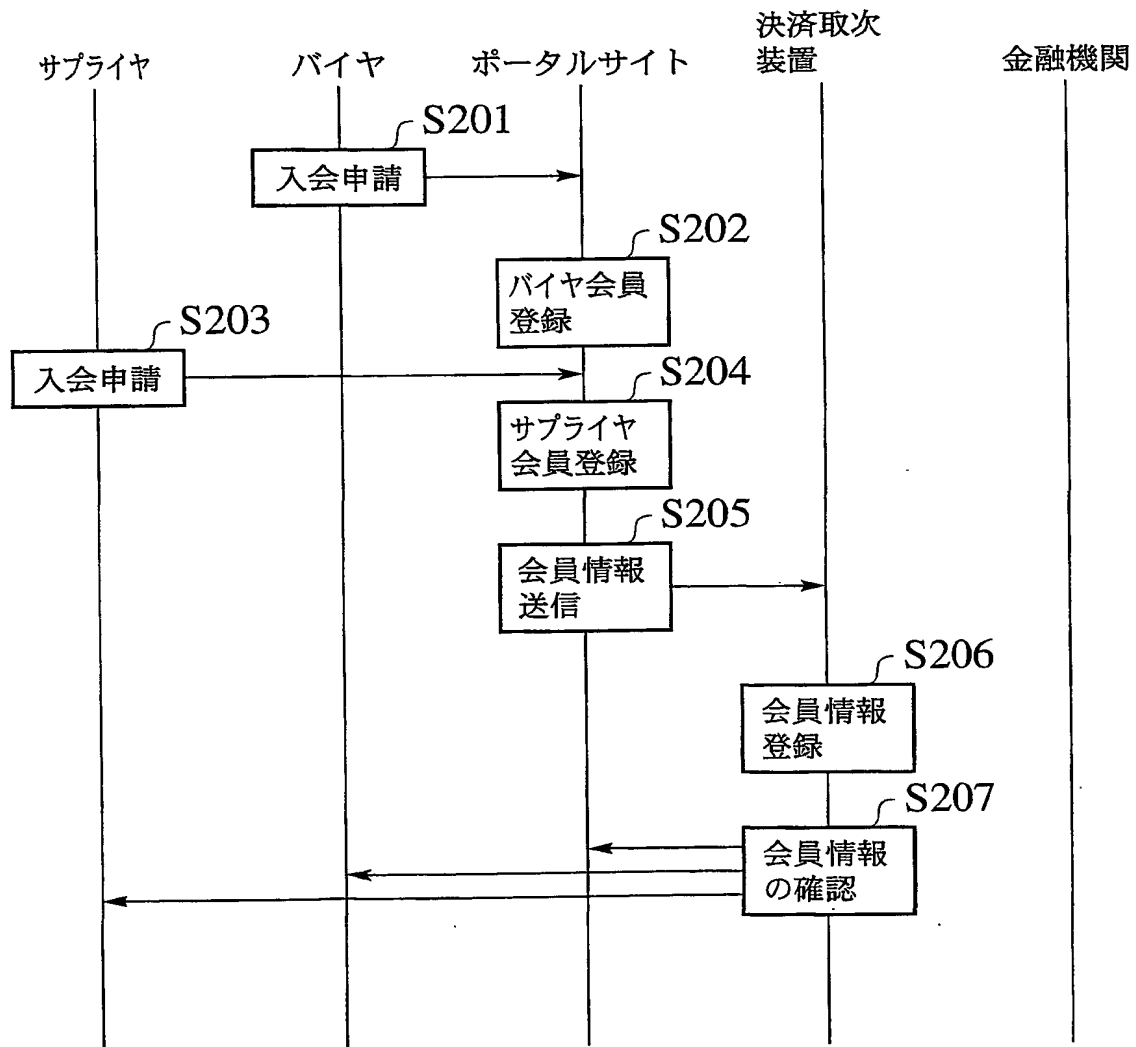 サプライヤ
バイヤ
ポータルサイト
決済取次
装置
金融機関
S201
入会申請
S202
バイヤ会員
登録
S203
入会申請
S204
サプライヤ
会員登録
S205
会員情報
送信
S206
会員情報
登録
S207
会員情報
の確認